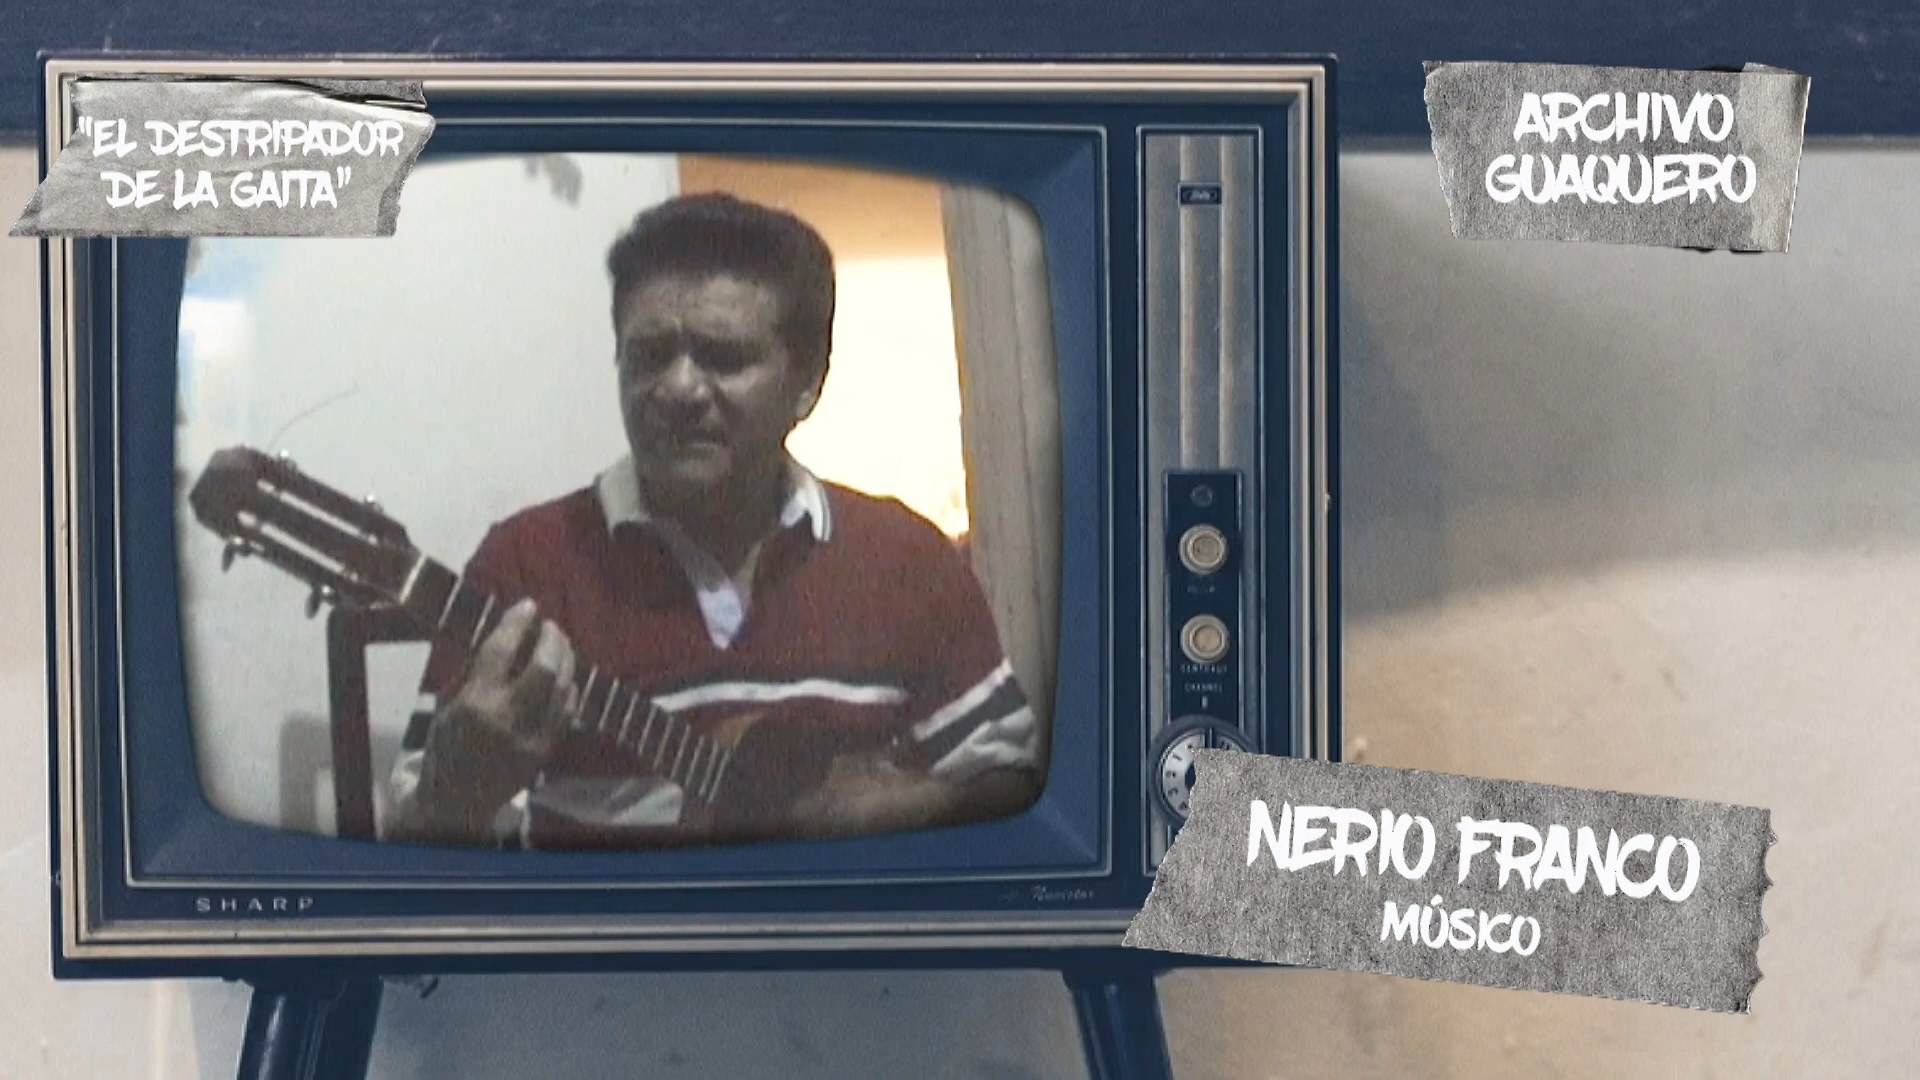 "EL DESTRIPADOR
DE LA GAITA"
ARCHIVO
GUAQUERO
NERIO FRANCO
MÚSICO
SHARP